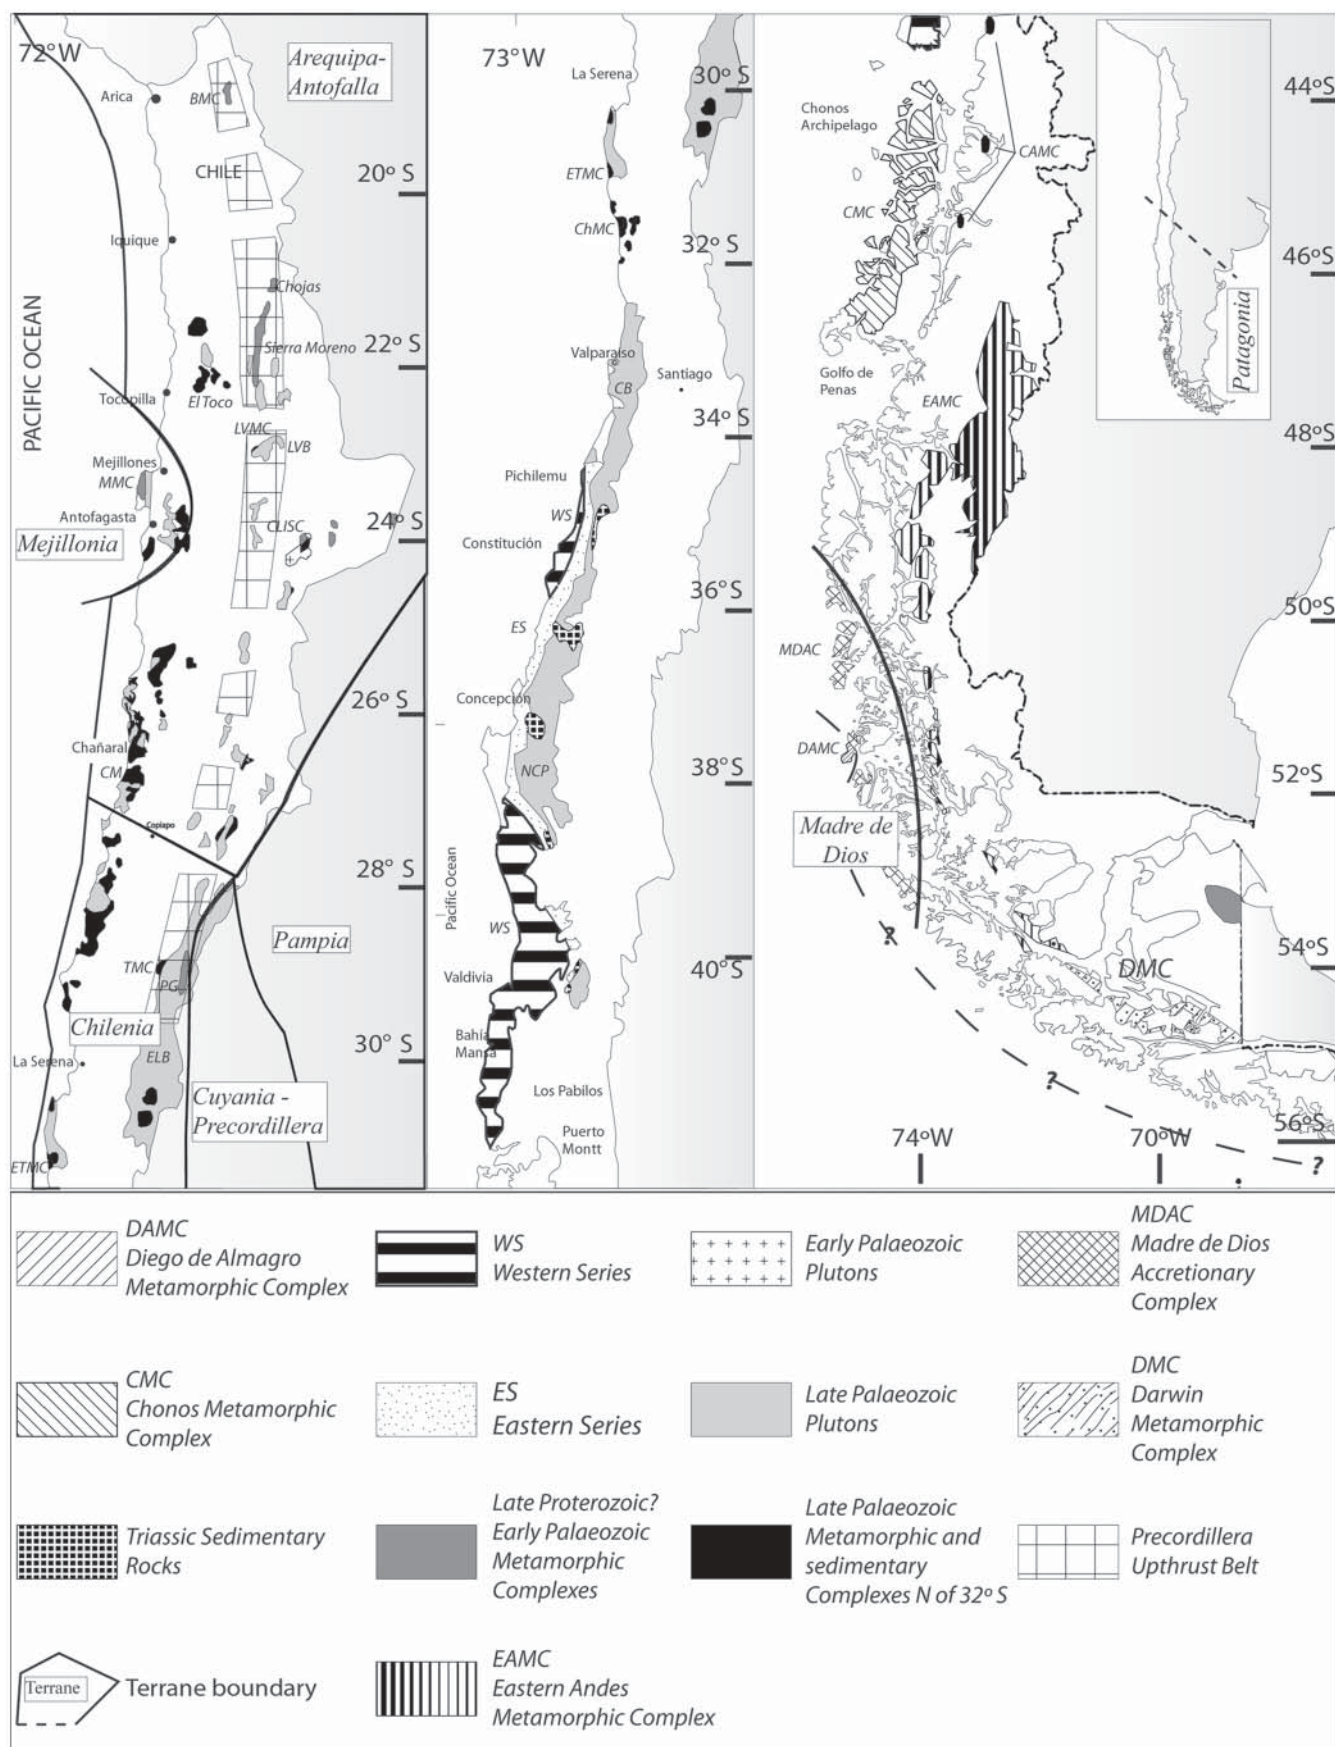 72°W
Arequipa-
Antofalla
Arica
BMC
CHILE
20° S
Iquique
PACIFIC OCEAN
Chojas
Sierra Moreno
22° S
Tocopilla
El Toco
LVMC
LVB
Mejillones
MMC
Antofagasta
CLISC
24° S
Mejillonia
26° S
Chañaral
CM
Copiapo
28° S
Pampia
TMC
PG
Chilenia
30° S
La Serena
ELB
Cuyania -
Precordillera
ETMC
73°W
La Serena
30° S
ETMC
ChMC
32° S
Valparaiso
Santiago
CB
34° S
Pichilemu
WS
Constitución
36° S
ES
Concepción
NCP
38° S
Pacific Ocean
WS
40°S
Valdivia
Bahía
Mansa
Los Pabilos
Puerto
Montt
44°S
Chonos
Archipelago
CAMC
CMC
46°S
Patagonia
Golfo de
Penas
EAMC
48°S
50°S
MDAC
DAMC
52°S
Madre de
Dios
?
54°S
DMC
?
74°W
70°W
56°S
?
DAMC
Diego de Almagro
Metamorphic Complex
WS
Western Series
Early Palaeozoic
Plutons
MDAC
Madre de Dios
Accretionary
Complex
CMC
Chonos Metamorphic
Complex
ES
Eastern Series
Late Palaeozoic
Plutons
DMC
Darwin
Metamorphic
Complex
Triassic Sedimentary
Rocks
Late Proterozoic?
Early Palaeozoic
Metamorphic
Complexes
Late Palaeozoic
Metamorphic and
sedimentary
Complexes N of 32° S
Precordillera
Upthrust Belt
Terrane
Terrane boundary
EAMC
Eastern Andes
Metamorphic Complex